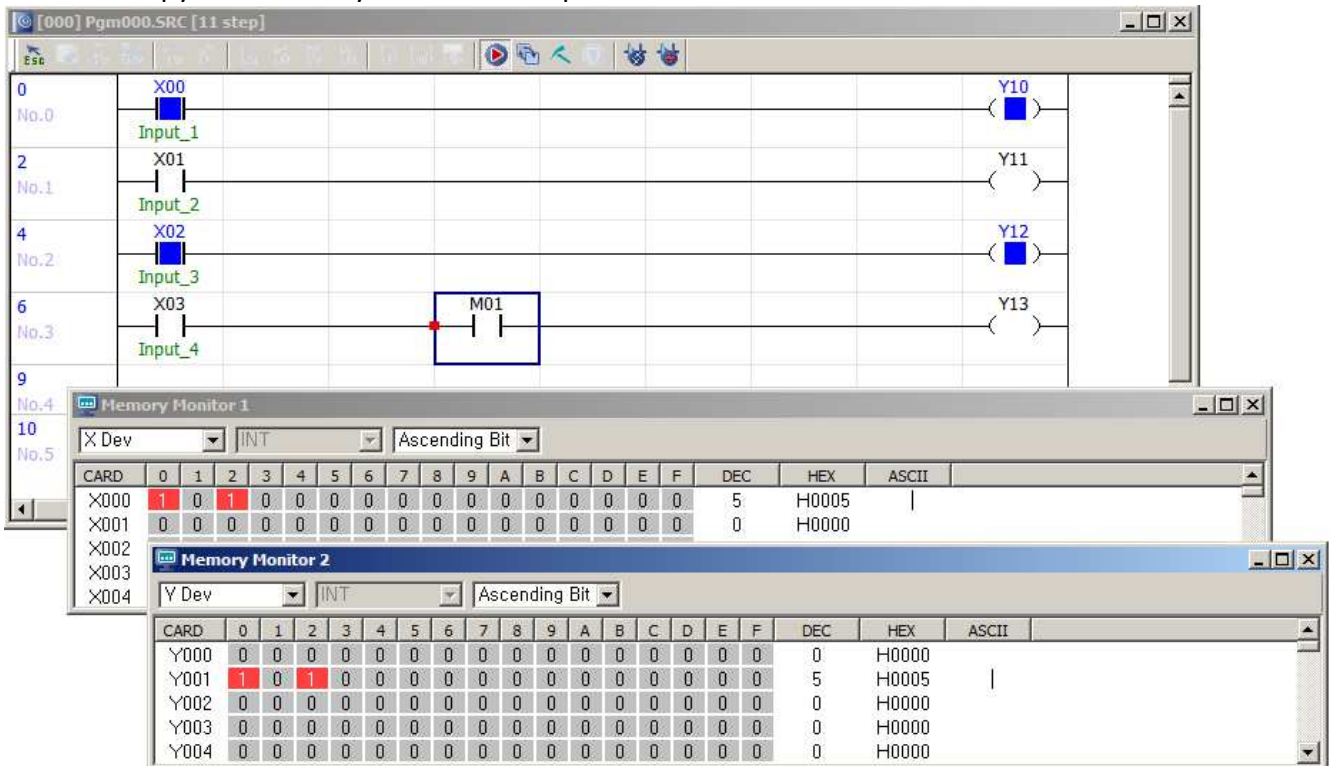 [000] Pgm000.SRC [11 step]
ESC
0 X00 Y10
No.0
Input_1
2 X01 Y11
No.1
Input_2
4 X02 Y12
No.2
Input_3
6 X03 M01 Y13
No.3
Input_4
9
No.4
10
No.5
Memory Monitor 1
X Dev INT Ascending Bit
CARD 0 1 2 3 4 5 6 7 8 9 A B C D E F DEC HEX ASCII
X000 1 0 1 0 0 0 0 0 0 0 0 0 0 0 0 0 5 H0005 |
X001 0 0 0 0 0 0 0 0 0 0 0 0 0 0 0 0 0 H0000
X002
X003
X004
Memory Monitor 2
Y Dev INT Ascending Bit
CARD 0 1 2 3 4 5 6 7 8 9 A B C D E F DEC HEX ASCII
Y000 0 0 0 0 0 0 0 0 0 0 0 0 0 0 0 0 0 H0000
Y001 1 0 1 0 0 0 0 0 0 0 0 0 0 0 0 0 5 H0005 |
Y002 0 0 0 0 0 0 0 0 0 0 0 0 0 0 0 0 0 H0000
Y003 0 0 0 0 0 0 0 0 0 0 0 0 0 0 0 0 0 H0000
Y004 0 0 0 0 0 0 0 0 0 0 0 0 0 0 0 0 0 H0000